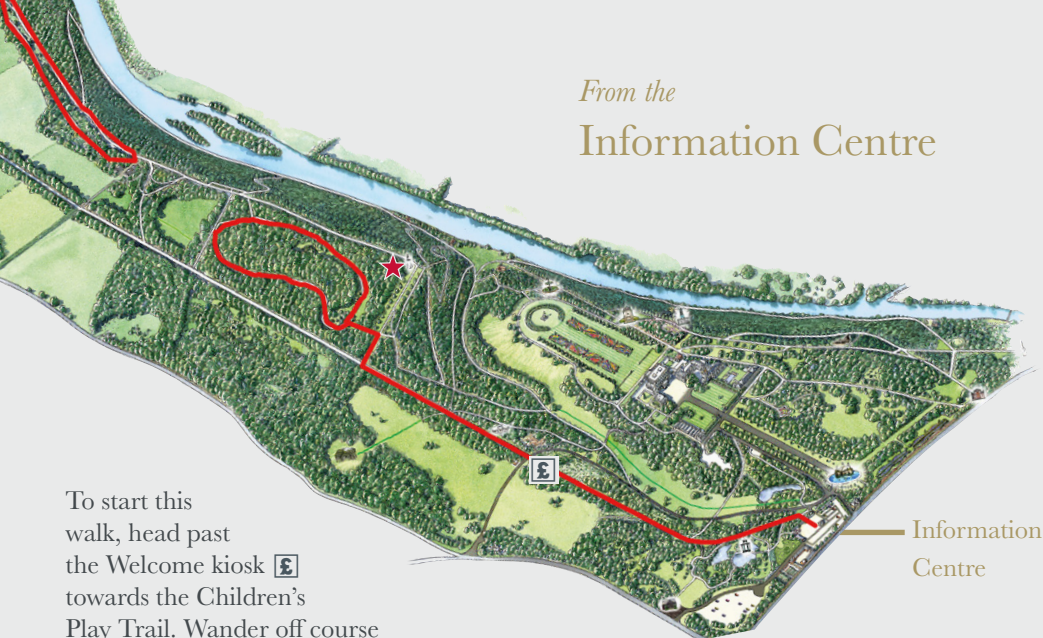 From the
Information Centre
£
Information
Centre
To start this
walk, head past
the Welcome kiosk £
towards the Children's
Play Trail. Wander off course